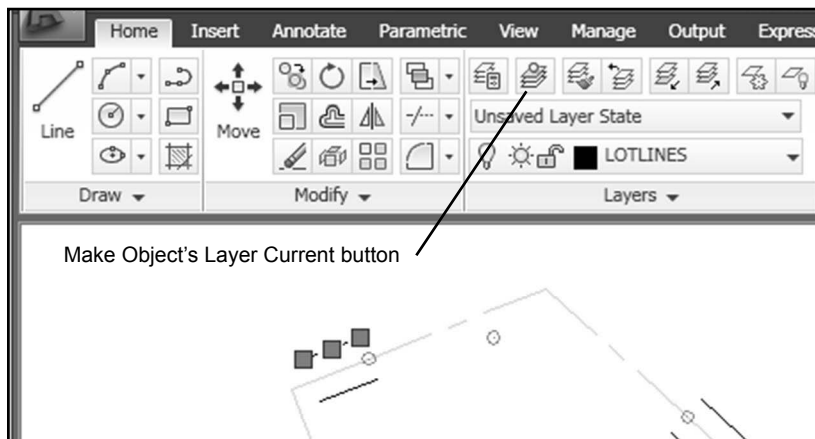 Home Insert Annotate Parametric View Manage Output Express
Unsaved Layer State
Line Move
LOTLINES
Draw Modify Layers
Make Object's Layer Current button